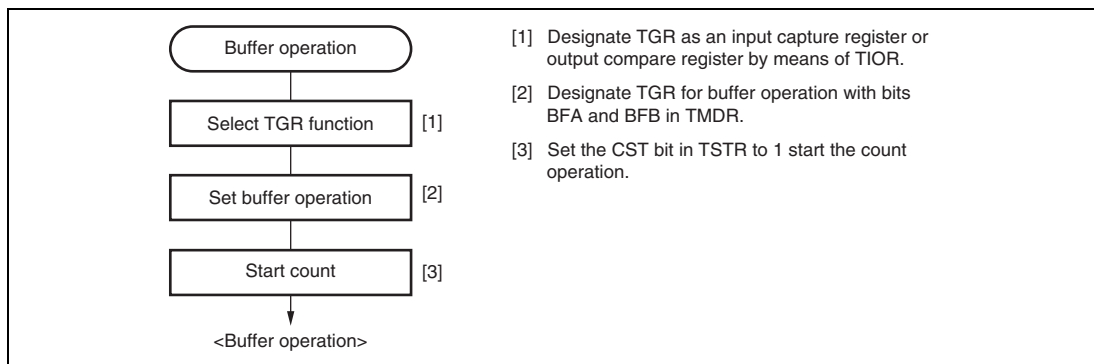 Buffer operation
Select TGR function
[1]
Set buffer operation
[2]
Start count
[3]
<Buffer operation>
[1] Designate TGR as an input capture register or
output compare register by means of TIOR.
[2] Designate TGR for buffer operation with bits
BFA and BFB in TMDR.
[3] Set the CST bit in TSTR to 1 start the count
operation.